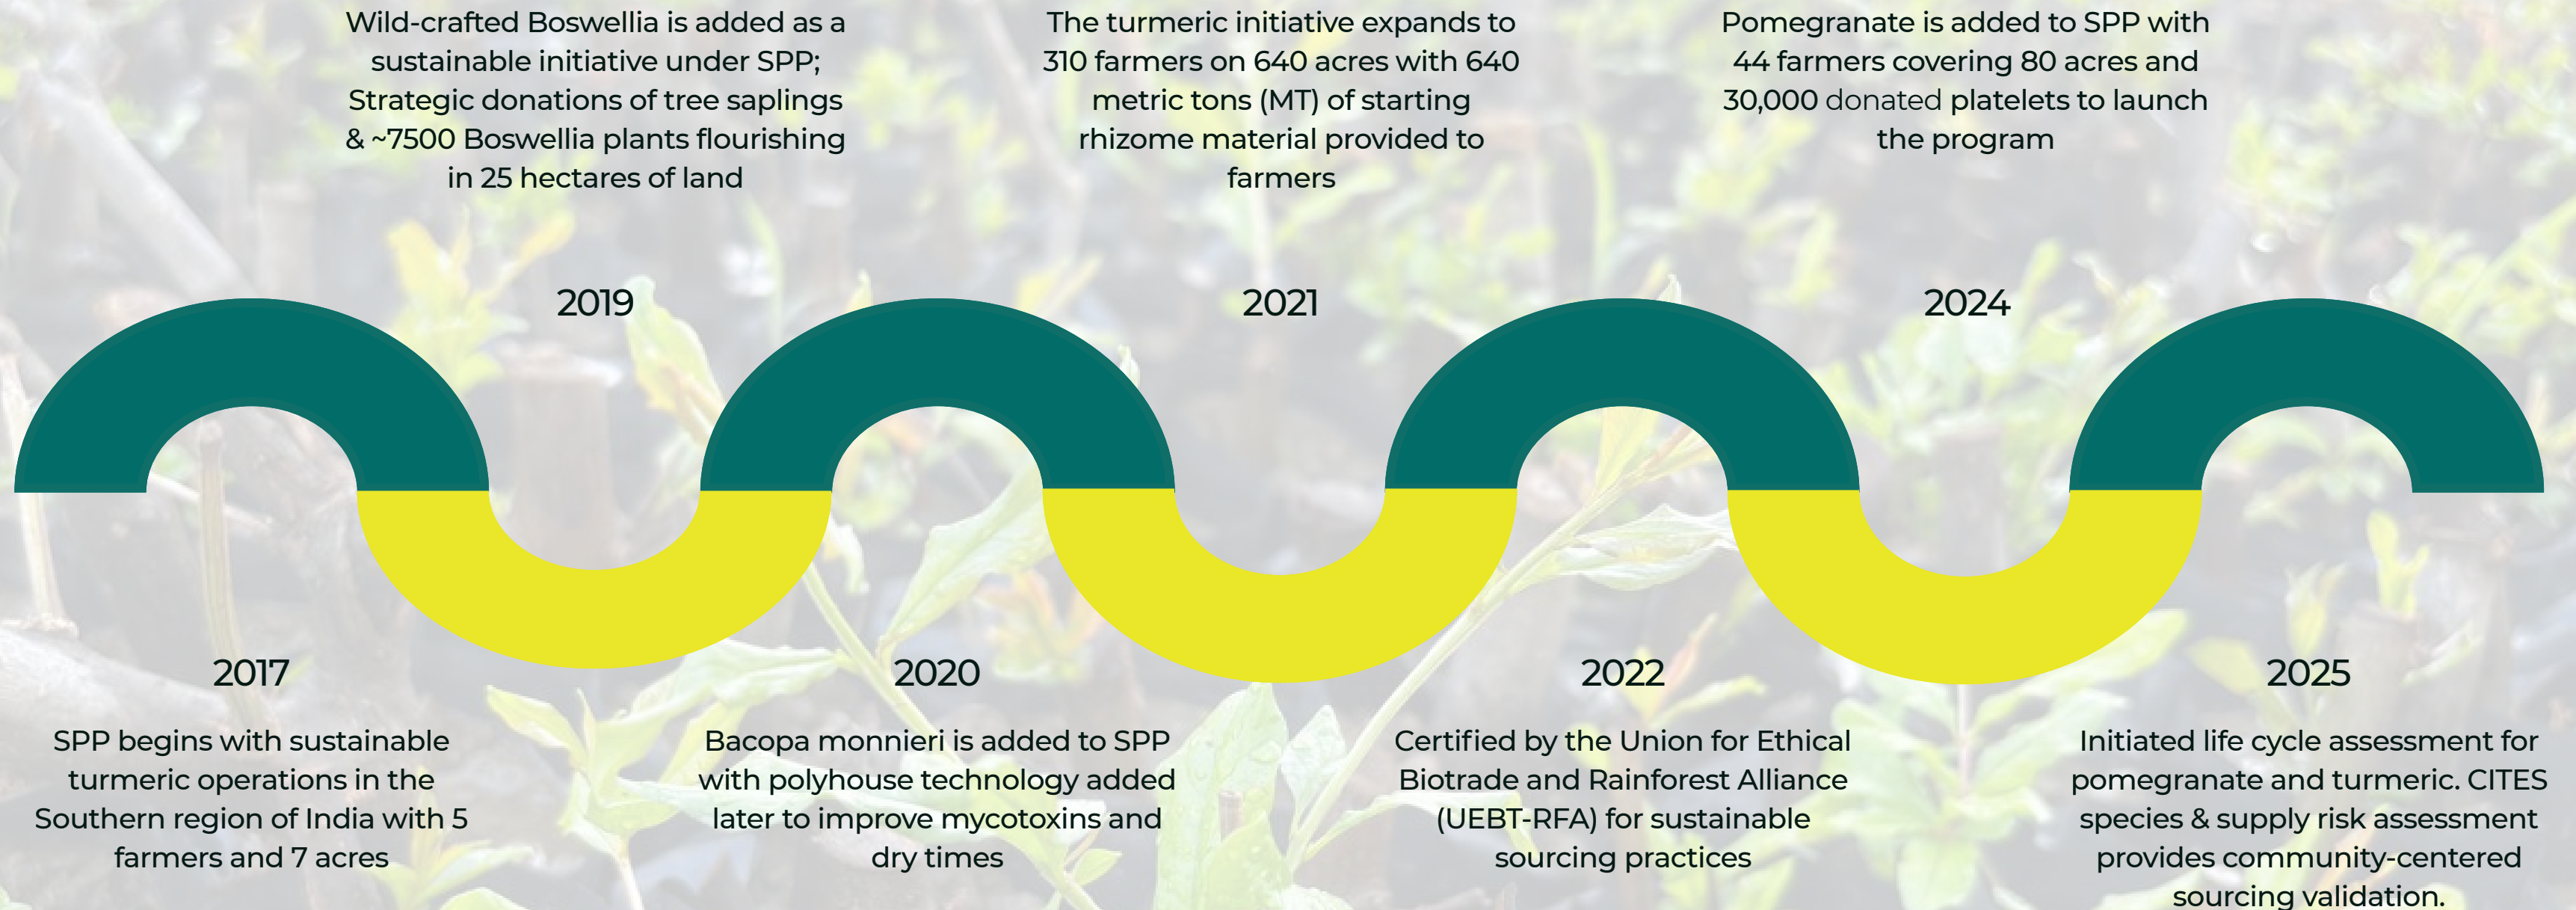 Wild-crafted Boswellia is added as a
sustainable initiative under SPP;
Strategic donations of tree saplings
& ~7500 Boswellia plants flourishing
in 25 hectares of land
The turmeric initiative expands to
310 farmers on 640 acres with 640
metric tons (MT) of starting
rhizome material provided to
farmers
Pomegranate is added to SPP with
44 farmers covering 80 acres and
30,000 donated platelets to launch
the program
2019
2021
2024
2017
SPP begins with sustainable
turmeric operations in the
Southern region of India with 5
farmers and 7 acres
2020
Bacopa monnieri is added to SPP
with polyhouse technology added
later to improve mycotoxins and
dry times
2022
Certified by the Union for Ethical
Biotrade and Rainforest Alliance
(UEBT-RFA) for sustainable
sourcing practices
2025
Initiated life cycle assessment for
pomegranate and turmeric. CITES
species & supply risk assessment
provides community-centered
sourcing validation.